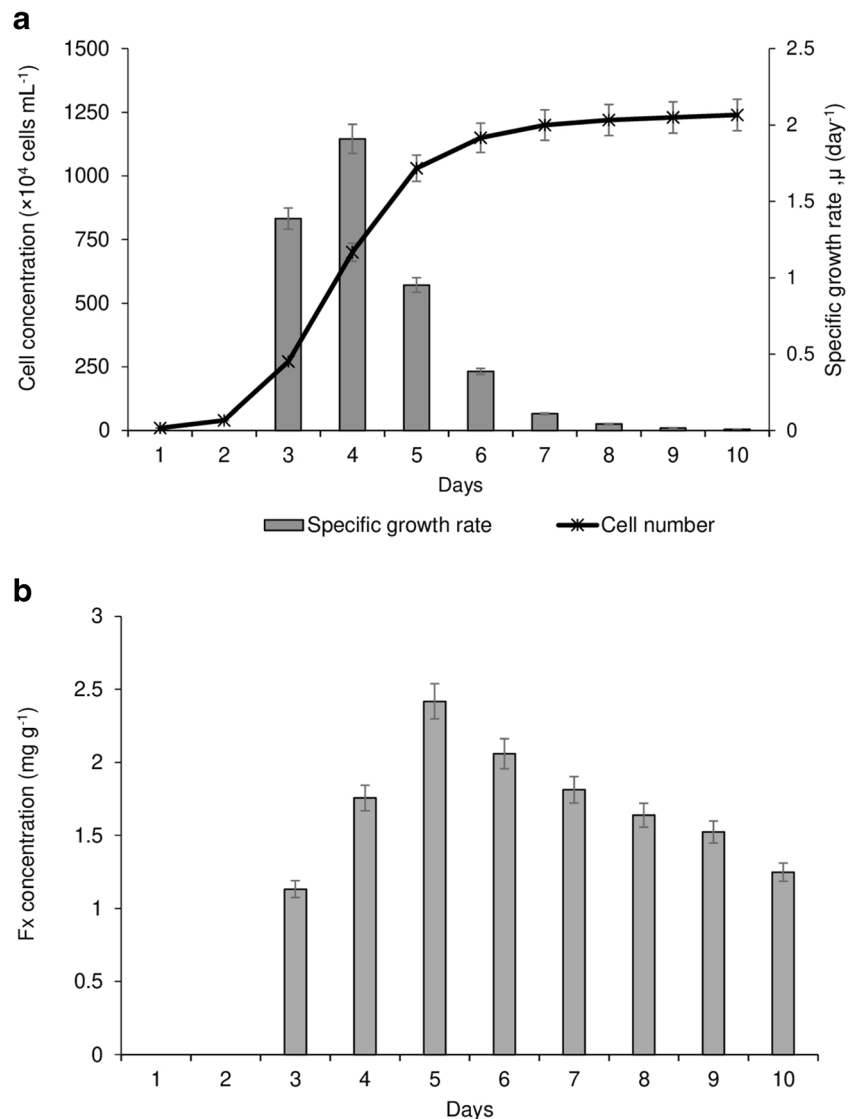 a
Cell concentration (×10⁴ cells mL⁻¹)
1500
1250
1000
750
500
250
0
2.5
2
1.5
1
0.5
0
Specific growth rate ,µ (day⁻¹)
1 2 3 4 5 6 7 8 9 10
Days
Specific growth rate Cell number
b
Fx concentration (mg g⁻¹)
3
2.5
2
1.5
1
0.5
0
1 2 3 4 5 6 7 8 9 10
Days